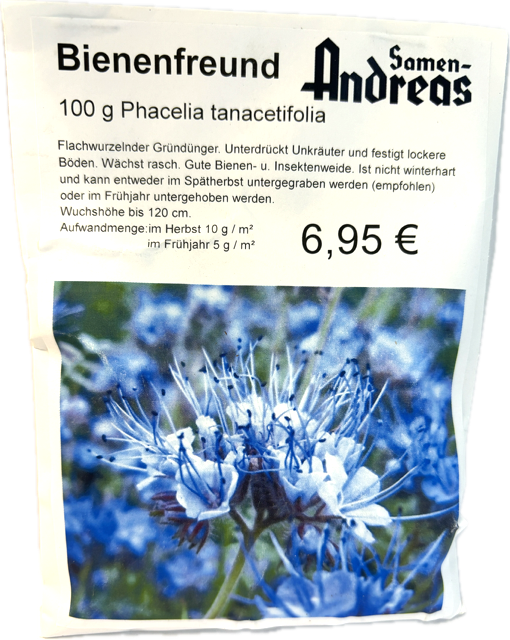 Bienenfreund
Samen-
Andreas
100 g Phacelia tanacetifolia
Flachwurzelnder Gründünger. Unterdrückt Unkräuter und festigt lockere
Böden. Wächst rasch. Gute Bienen- u. Insektenweide. Ist nicht winterhart
und kann entweder im Spätherbst untergegraben werden (empfohlen)
oder im Frühjahr untergehoben werden.
Wuchshöhe bis 120 cm.
Aufwandmenge:im Herbst 10 g / m²
im Frühjahr 5 g / m²
6,95 €